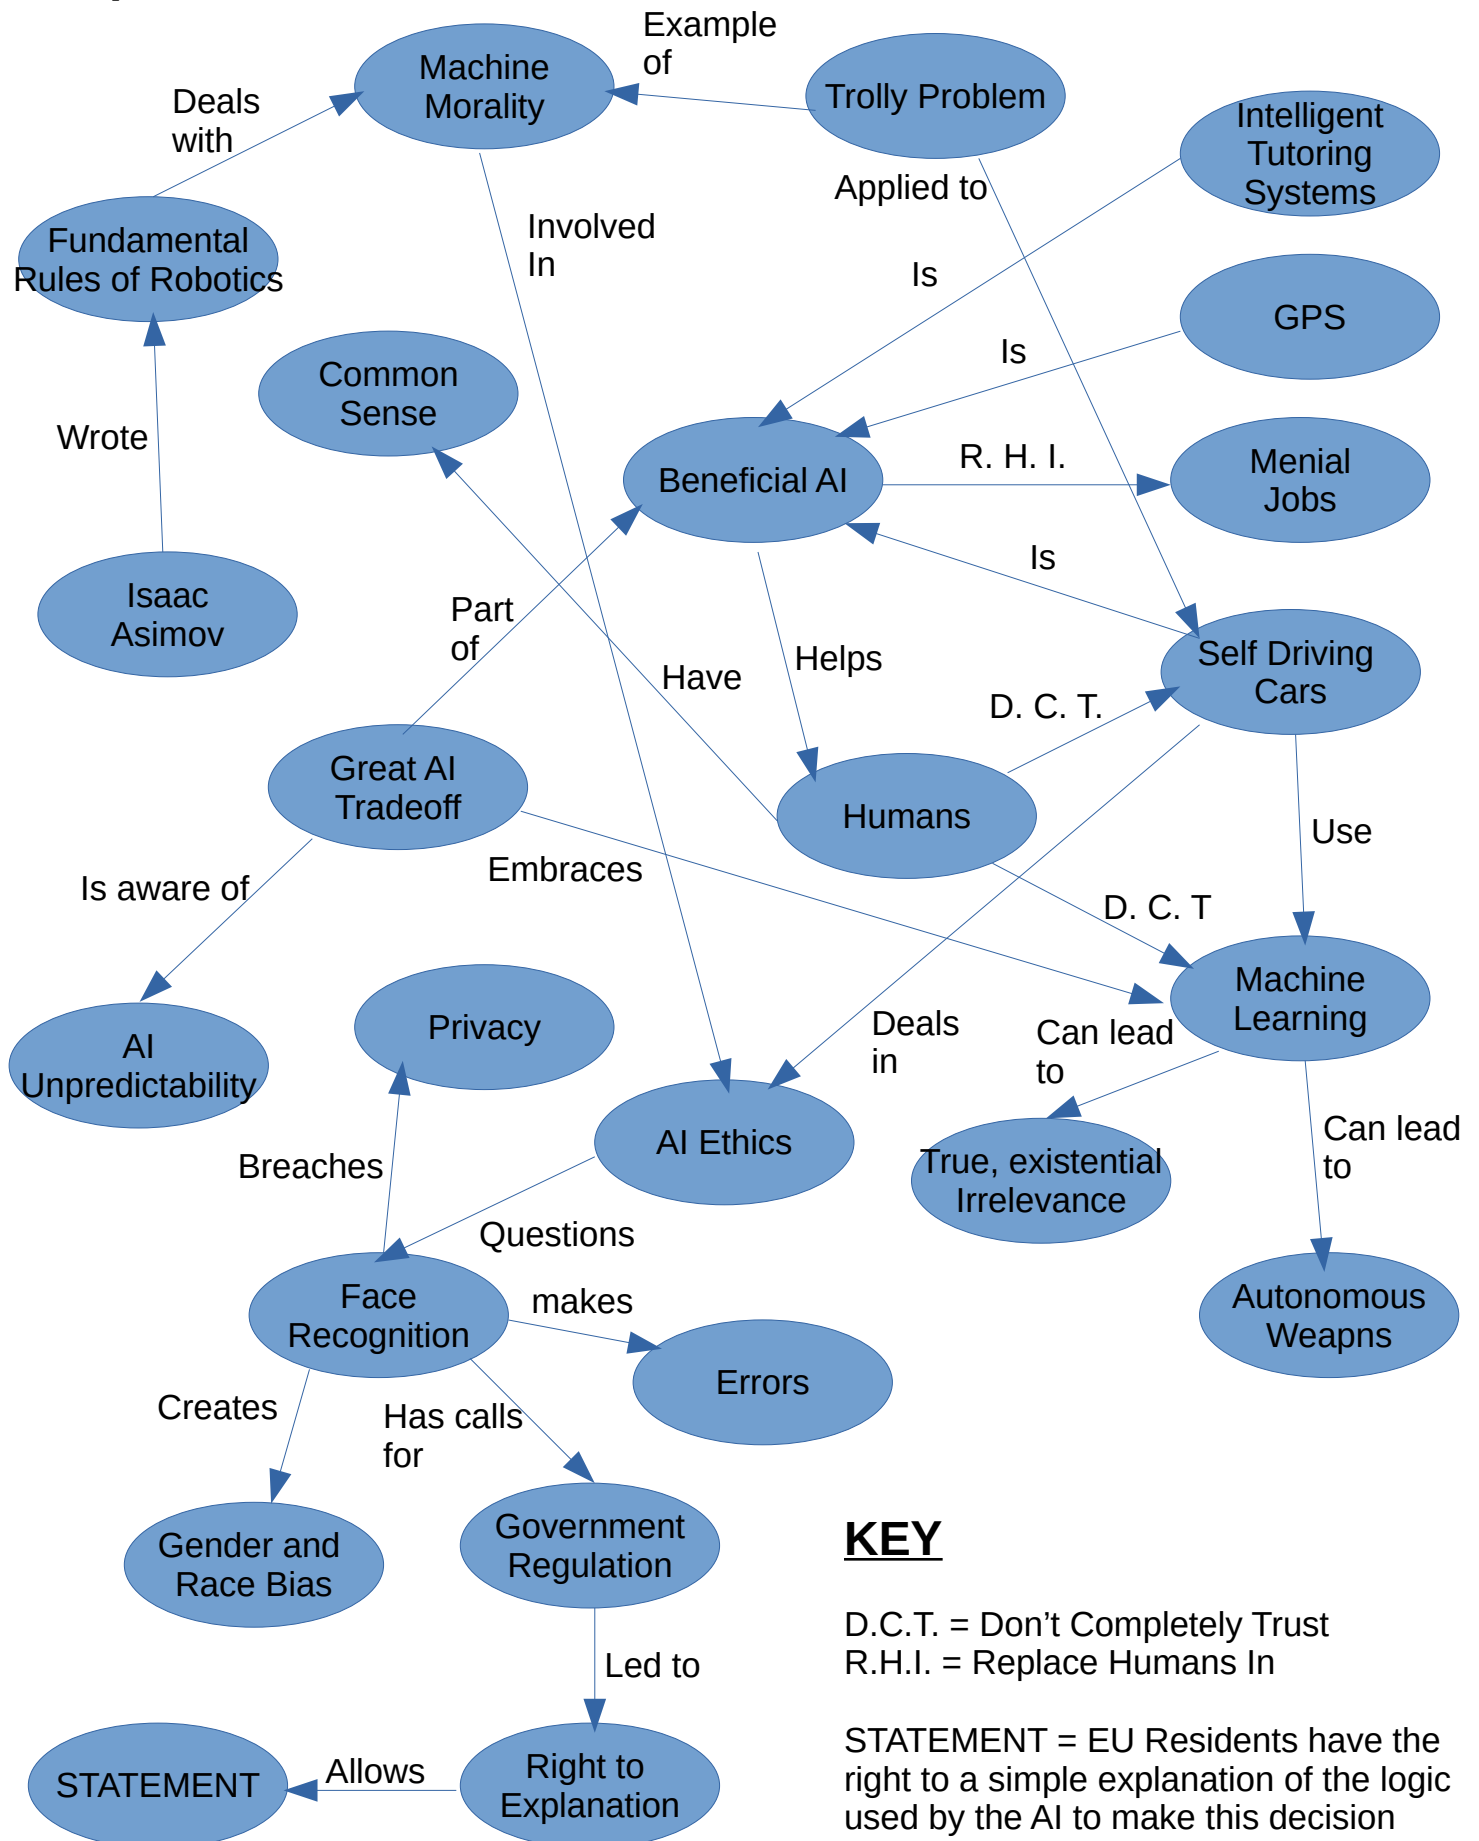 Example
of
Machine
Morality
Trolly Problem
Deals
with
Intelligent
Tutoring
Systems
Applied to
Involved
In
Fundamental
Rules of Robotics
Is
GPS
Is
Common
Sense
Wrote
Beneficial AI
R. H. I.
Menial
Jobs
Is
Isaac
Asimov
Part
of
Have
Helps
Self Driving
Cars
D. C. T.
Great AI
Tradeoff
Humans
Use
Embraces
Is aware of
D. C. T
Machine
Learning
Privacy
AI
Unpredictability
Deals
in
Can lead
to
AI Ethics
True, existential
Irrelevance
Can lead
to
Breaches
Questions
Face
Recognition
makes
Autonomous
Weapns
Errors
Creates
Has calls
for
Gender and
Race Bias
Government
Regulation
Led to
STATEMENT
Allows
Right to
Explanation
KEY
D.C.T. = Don’t Completely Trust
R.H.I. = Replace Humans In
STATEMENT = EU Residents have the
right to a simple explanation of the logic
used by the AI to make this decision